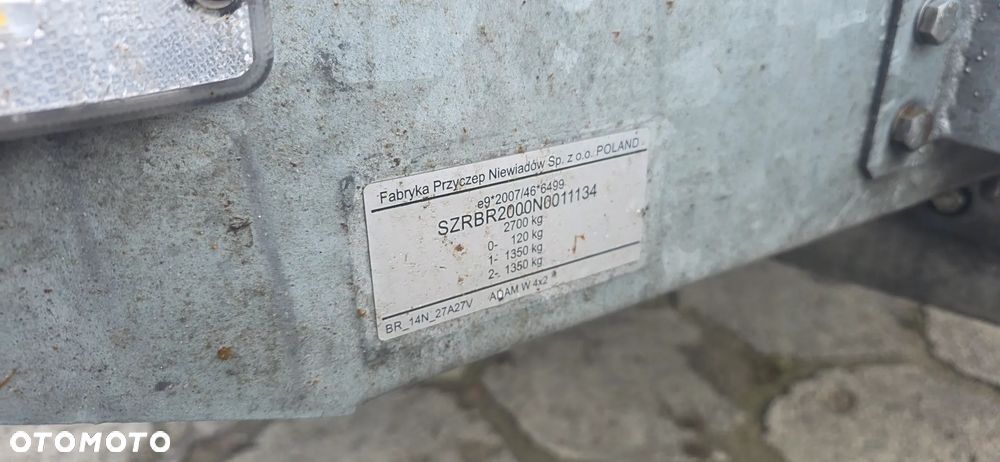 Fabryka Przyczep Niewiadów Sp. z o.o. POLAND
e9*2007/46*6499
SZRBR2000N0011134
2700 kg
0- 120 kg
1- 1350 kg
2- 1350 kg
BR_14N_27A27V ADAM W 4x2
OTOMOTO